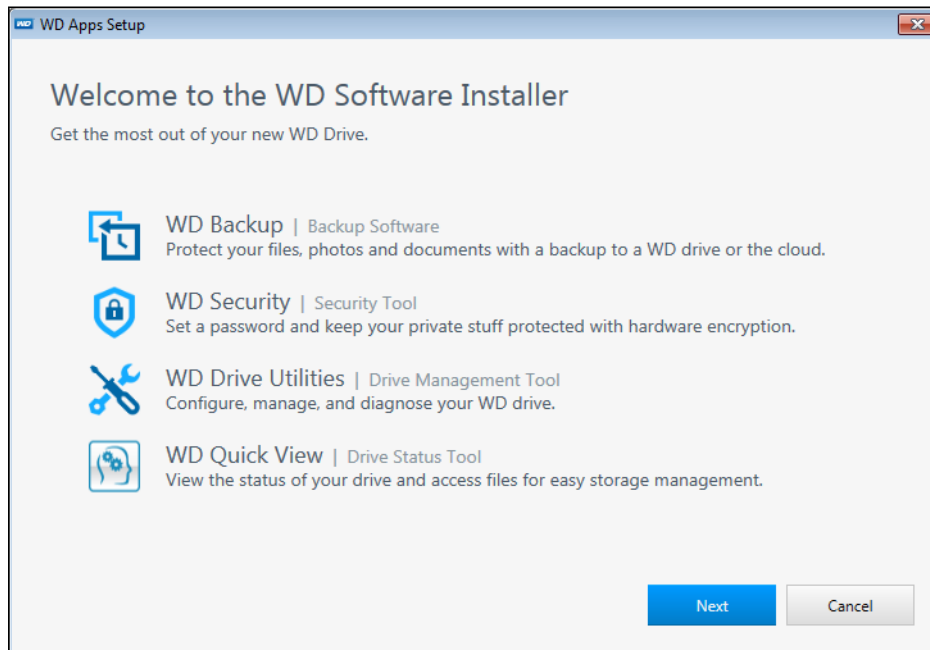 WD WD Apps Setup
Welcome to the WD Software Installer
Get the most out of your new WD Drive.
WD Backup | Backup Software
Protect your files, photos and documents with a backup to a WD drive or the cloud.
WD Security | Security Tool
Set a password and keep your private stuff protected with hardware encryption.
WD Drive Utilities | Drive Management Tool
Configure, manage, and diagnose your WD drive.
WD Quick View | Drive Status Tool
View the status of your drive and access files for easy storage management.
Next Cancel